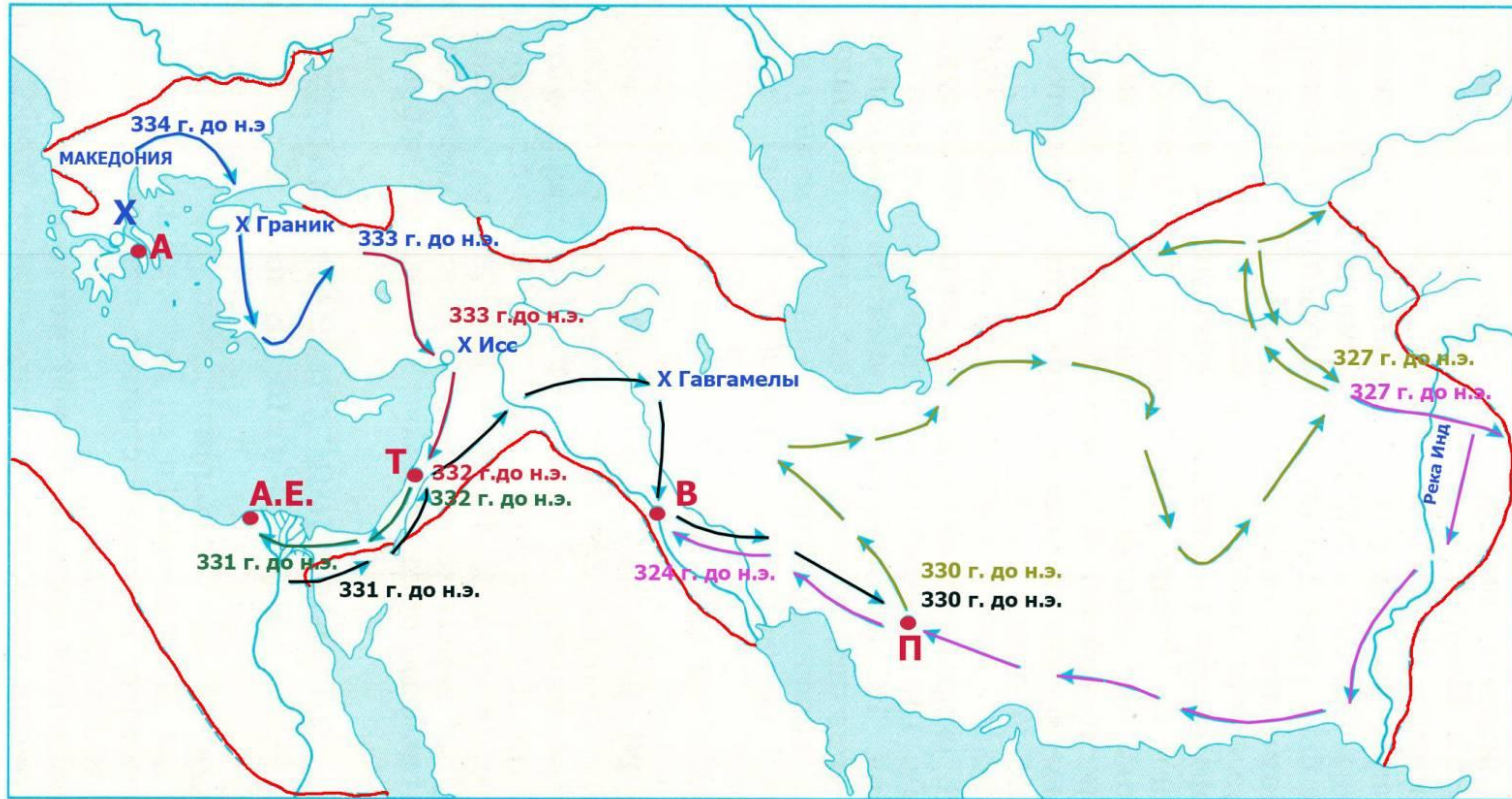 334 г. до н.э
МАКЕДОНИЯ
X
А
X Граник
333 г. до н.э.
333 г.до н.э.
X Исс
X Гавгамелы
327 г. до н.э.
327 г. до н.э.
Река Инд
Т
332 г.до н.э.
332 г. до н.э.
А.Е.
В
331 г. до н.э.
331 г. до н.э.
324 г. до н.э.
330 г. до н.э.
330 г. до н.э.
П